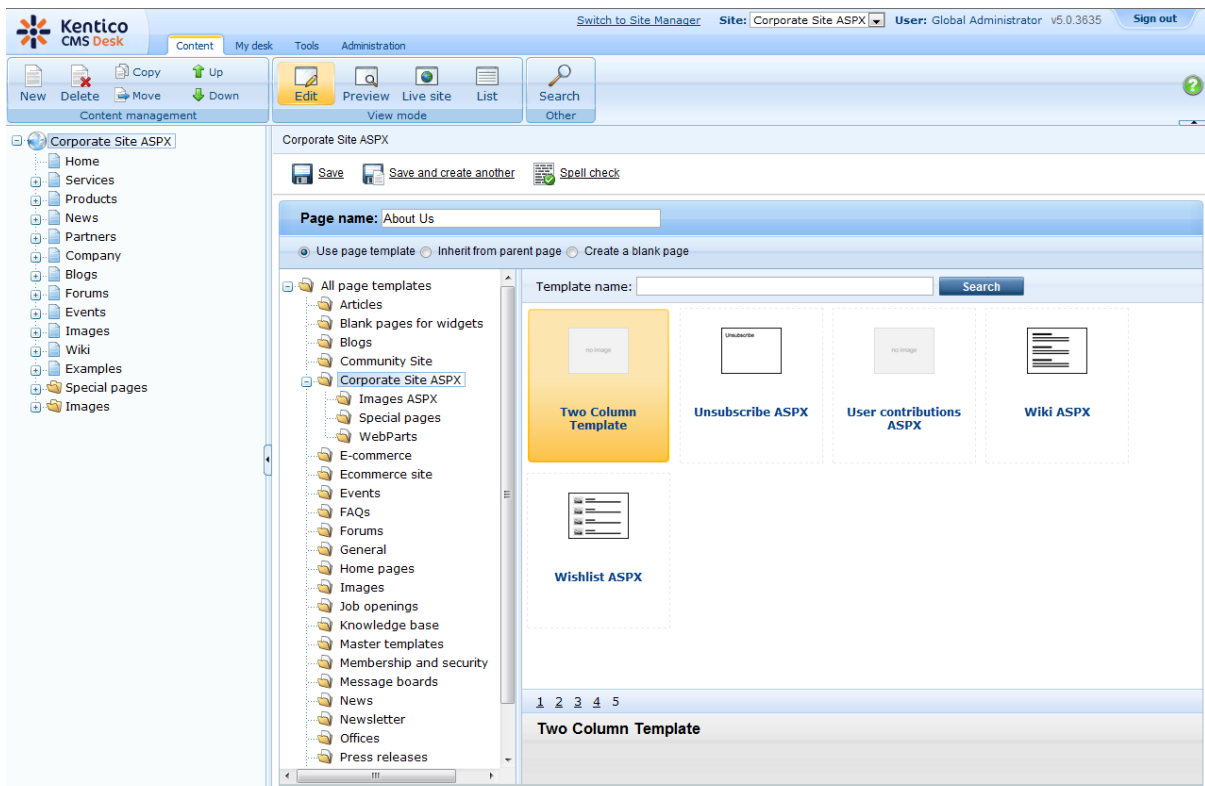 Kentico
CMS Desk
Switch to Site Manager Site: Corporate Site ASPX User: Global Administrator v5.0.3635 Sign out
Content My desk Tools Administration
New Delete Copy Move Up Down
Content management
Edit Preview Live site List
View mode
Search
Other
Corporate Site ASPX
Home
Services
Products
News
Partners
Company
Blogs
Forums
Events
Images
Wiki
Examples
Special pages
Images
Corporate Site ASPX
Save Save and create another Spell check
Page name: About Us
Use page template Inherit from parent page Create a blank page
All page templates
Articles
Blank pages for widgets
Blogs
Community Site
Corporate Site ASPX
Images ASPX
Special pages
WebParts
E-commerce
Ecommerce site
Events
FAQs
Forums
General
Home pages
Images
Job openings
Knowledge base
Master templates
Membership and security
Message boards
News
Newsletter
Offices
Press releases
Template name: Search
no image
Two Column
Template
Unsubscribe
Unsubscribe ASPX
no image
User contributions
ASPX
Wiki ASPX
Wishlist ASPX
1 2 3 4 5
Two Column Template